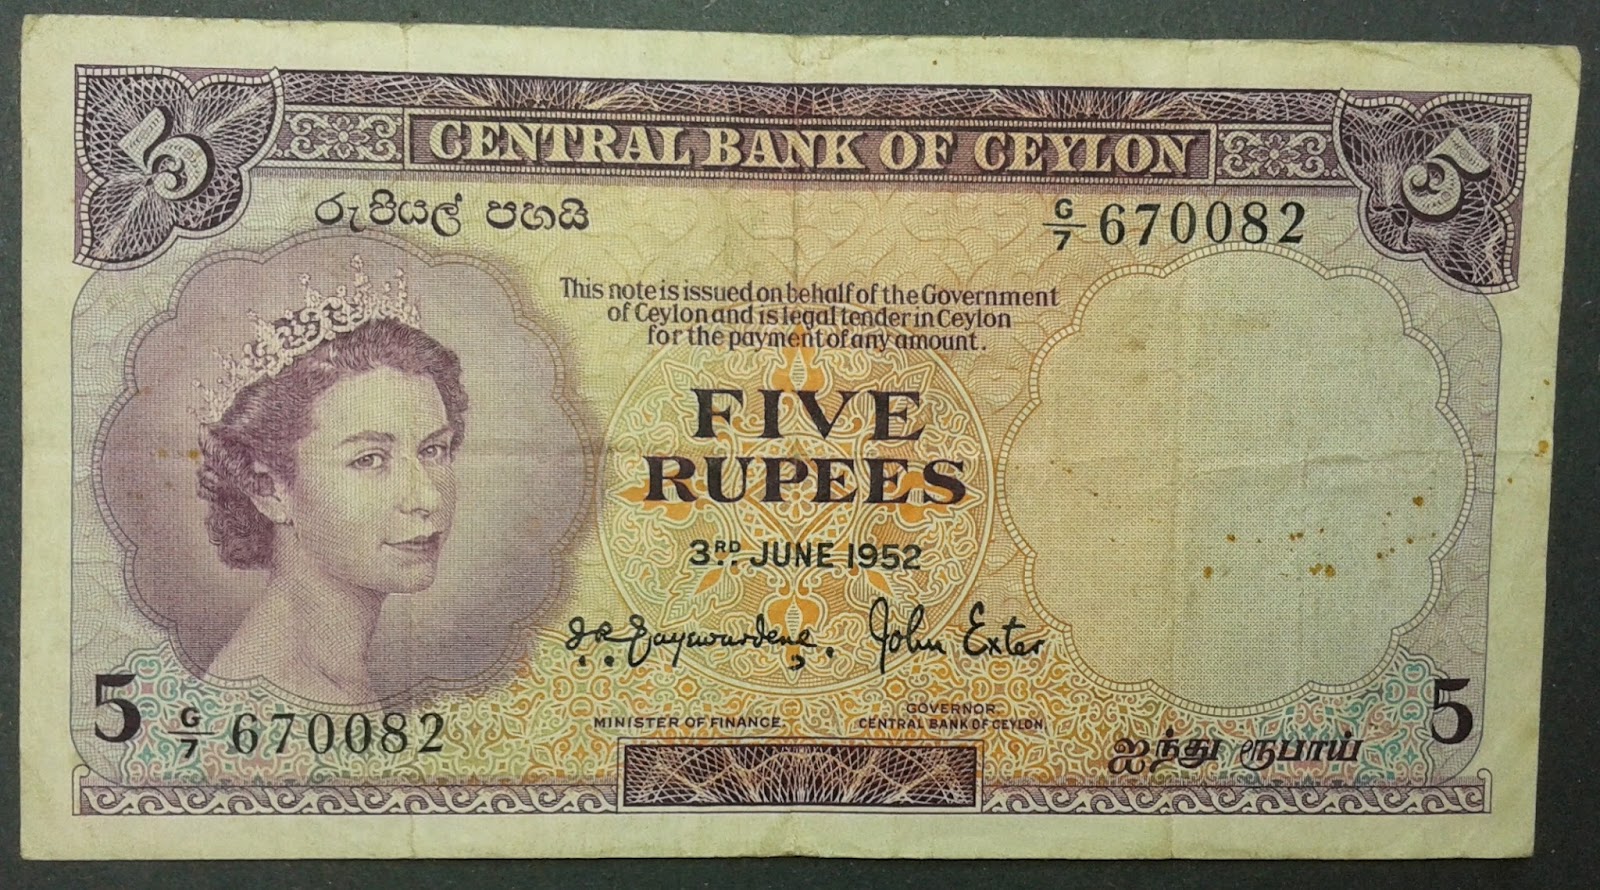 5
CENTRAL BANK OF CEYLON
5
රුපියල් පහයි
G/7 670082
This note is issued on behalf of the Government
of Ceylon and is legal tender in Ceylon
for the payment of any amount.
FIVE
RUPEES
3RD. JUNE 1952
J. R. Jayewardene.
John Exter
MINISTER OF FINANCE.
GOVERNOR.
CENTRAL BANK OF CEYLON.
5
G/7 670082
ஐந்து ரூபாய்
5